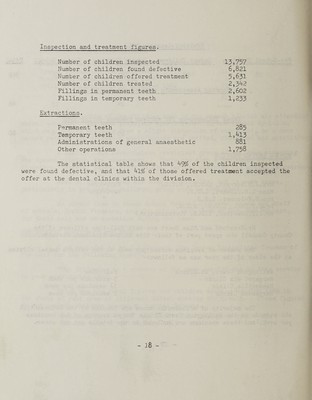 Inspection and treatment figures.
Number of children inspected 13,757
Number of children found defective 6,821
Number of children offered treatment 5,631
Number of children treated 2,342
Fillings in permanent teeth 2,602
Fillings in temporary teeth 1,233
Extractions.
Permanent teeth 285
Temporary teeth 1,413
Administrations of general anaesthetic 881
Other operations 1,758
The statistical table shows that 49% of the children inspected
were found defective, and that 41% of those offered treatment accepted the
offer at the dental clinics within the division.
- 18 -